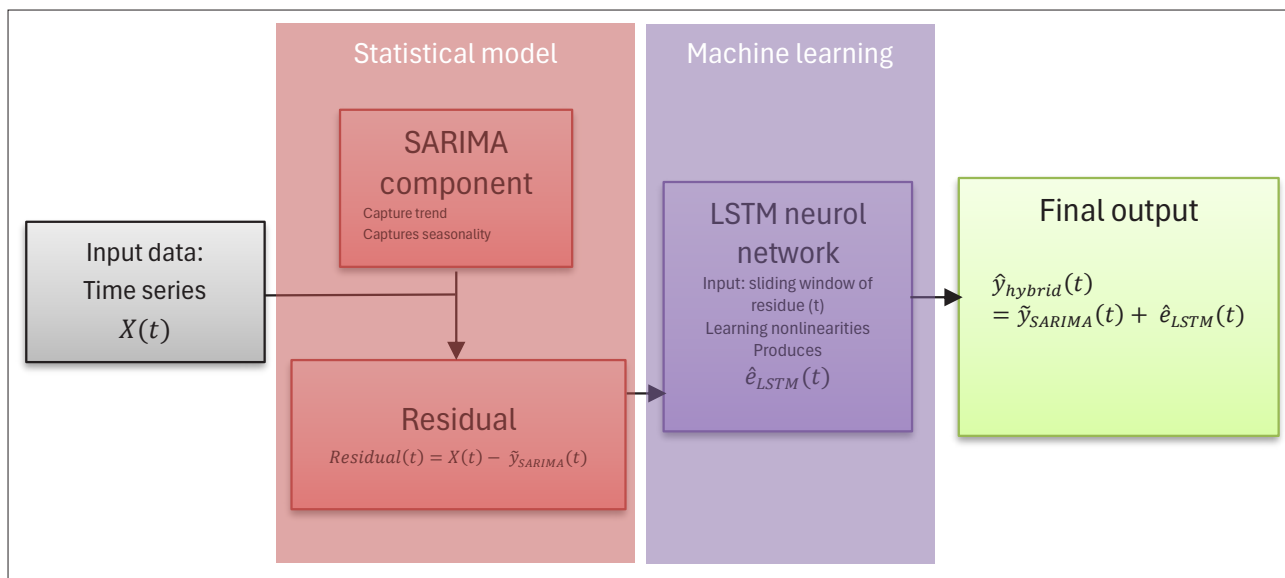 Statistical model
Machine learning
SARIMA
component
Capture trend
Captures seasonality
Input data:
Time series
X(t)
Residual
Residual(t) = X(t) − ỹ_SARIMA(t)
LSTM neurol
network
Input: sliding window of
residue (t)
Learning nonlinearities
Produces
ê_LSTM(t)
Final output
ŷ_hybrid(t)
= ỹ_SARIMA(t) + ê_LSTM(t)